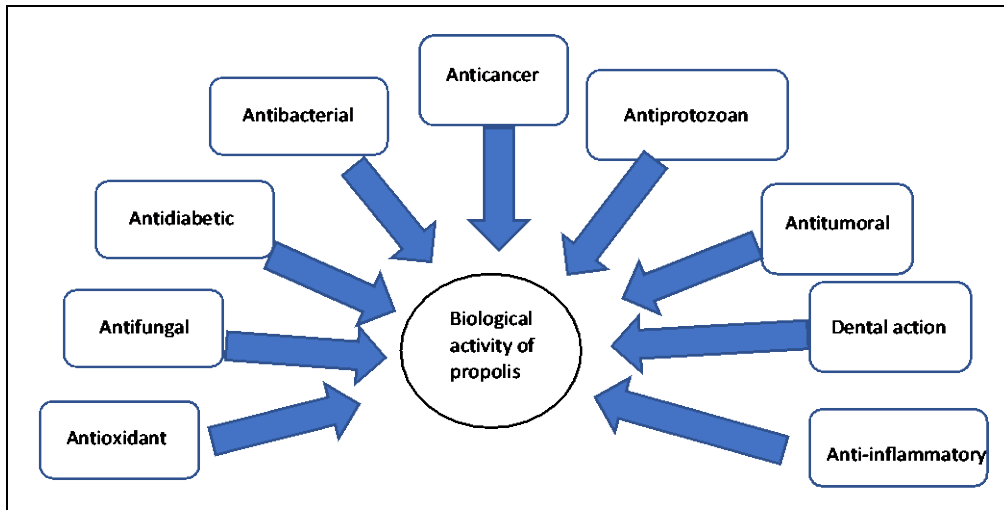 Anticancer
Antibacterial
Antiprotozoan
Antidiabetic
Antitumoral
Biological
activity of
propolis
Antifungal
Dental action
Antioxidant
Anti-inflammatory